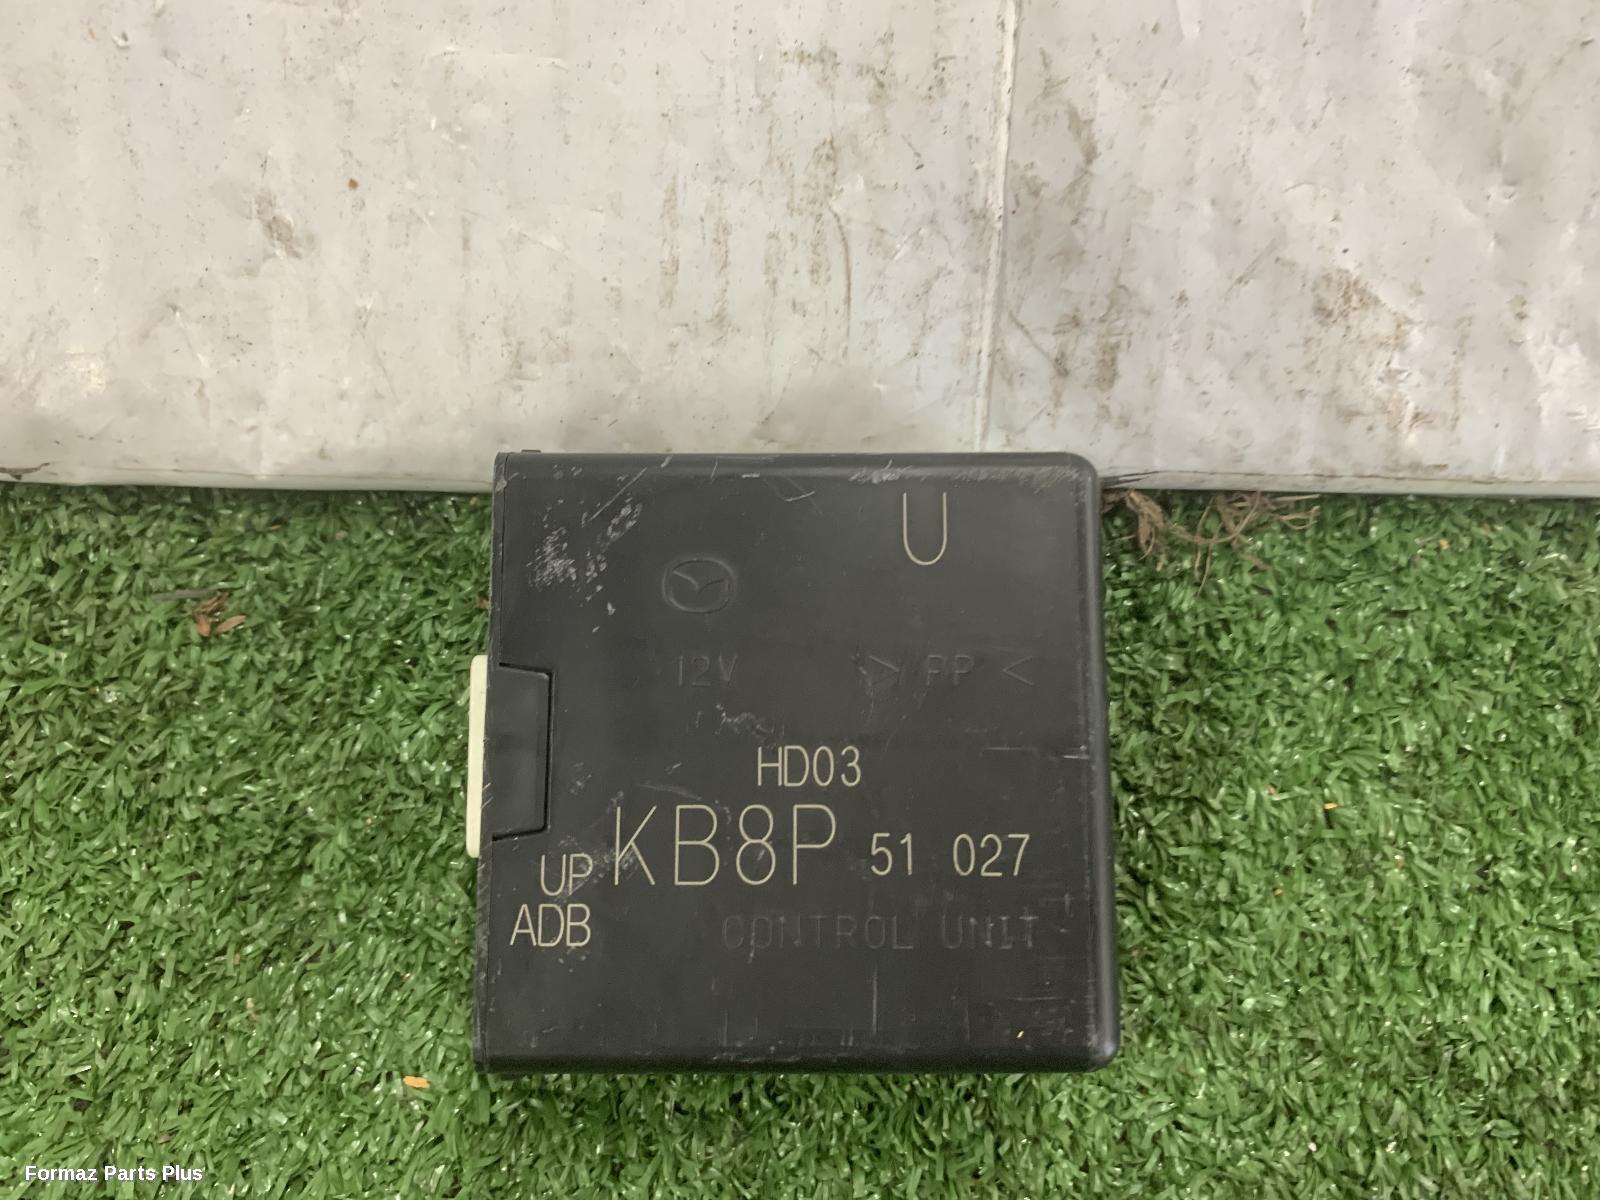 U
12V > PP <
HD03
KB8P 51 027
UP
ADB
CONTROL UNIT
Formaz Parts Plus